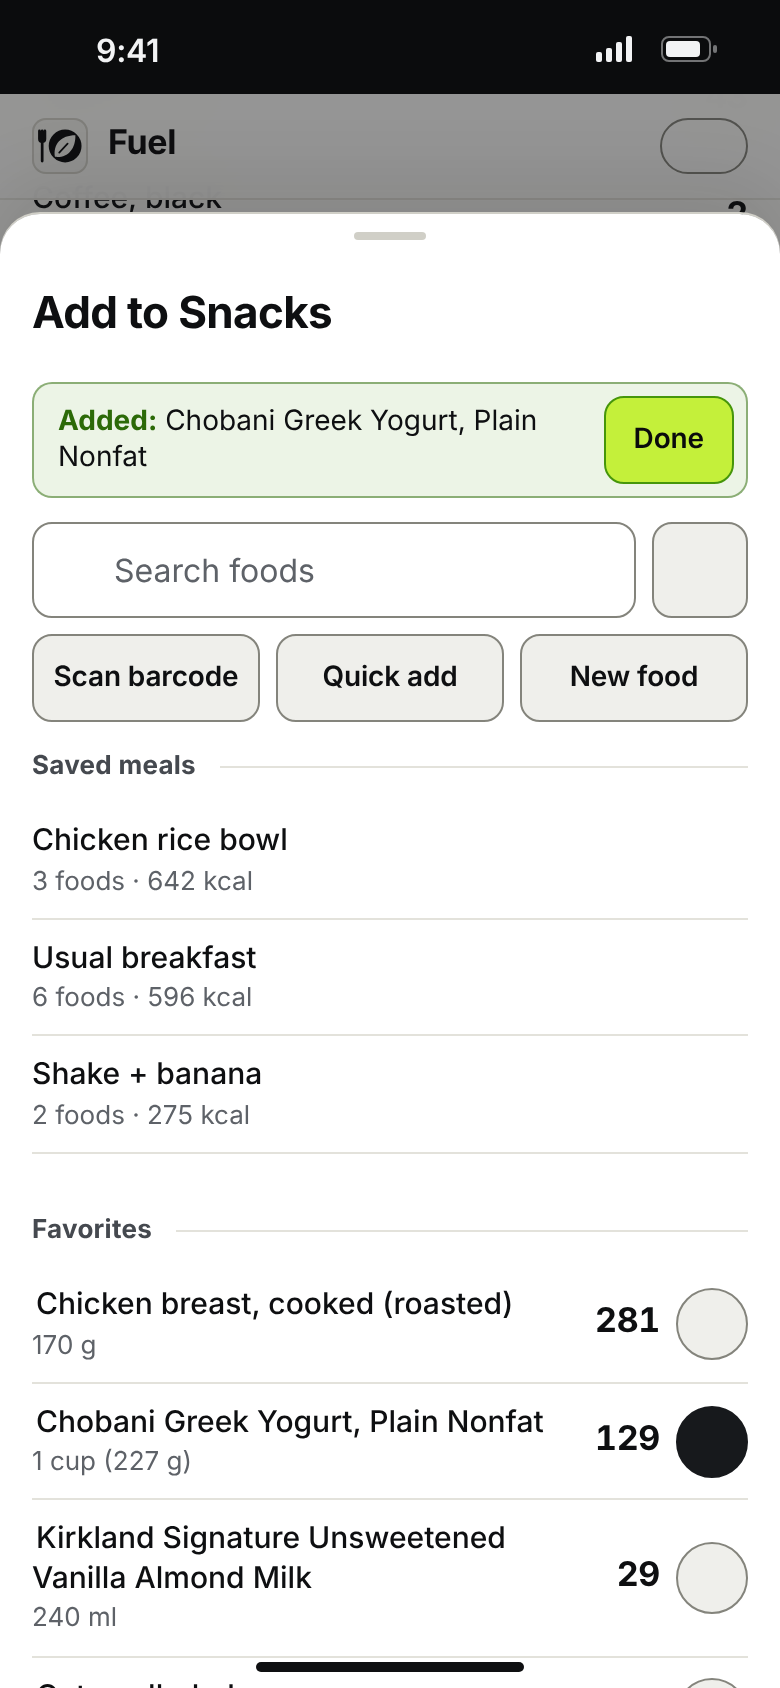 9:41
Fuel
Coffee, black
Add to Snacks
Added: Chobani Greek Yogurt, Plain
Nonfat
Done
Search foods
Scan barcode
Quick add
New food
Saved meals
Chicken rice bowl
3 foods · 642 kcal
Usual breakfast
6 foods · 596 kcal
Shake + banana
2 foods · 275 kcal
Favorites
Chicken breast, cooked (roasted)
281
170 g
Chobani Greek Yogurt, Plain Nonfat
129
1 cup (227 g)
Kirkland Signature Unsweetened
Vanilla Almond Milk
29
240 ml